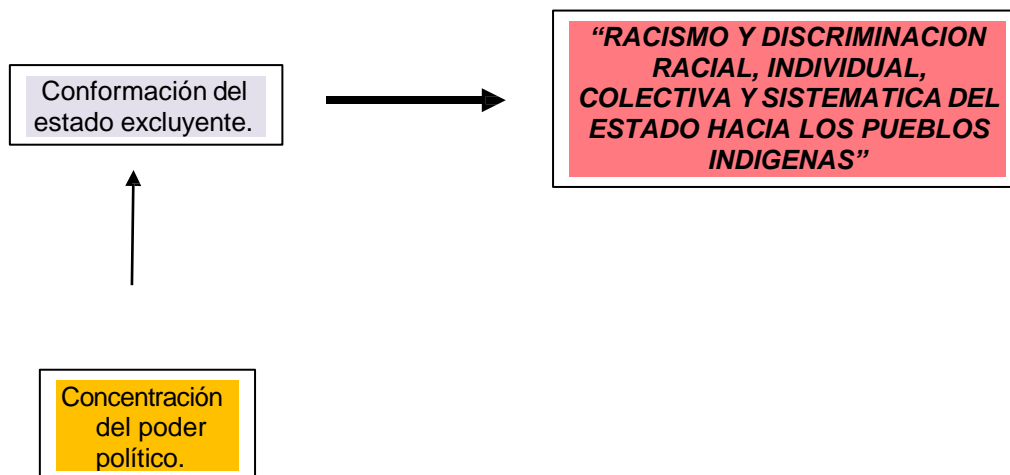 Conformación del
estado excluyente.
“RACISMO Y DISCRIMINACION
RACIAL, INDIVIDUAL,
COLECTIVA Y SISTEMATICA DEL
ESTADO HACIA LOS PUEBLOS
INDIGENAS”
Concentración
del poder
político.